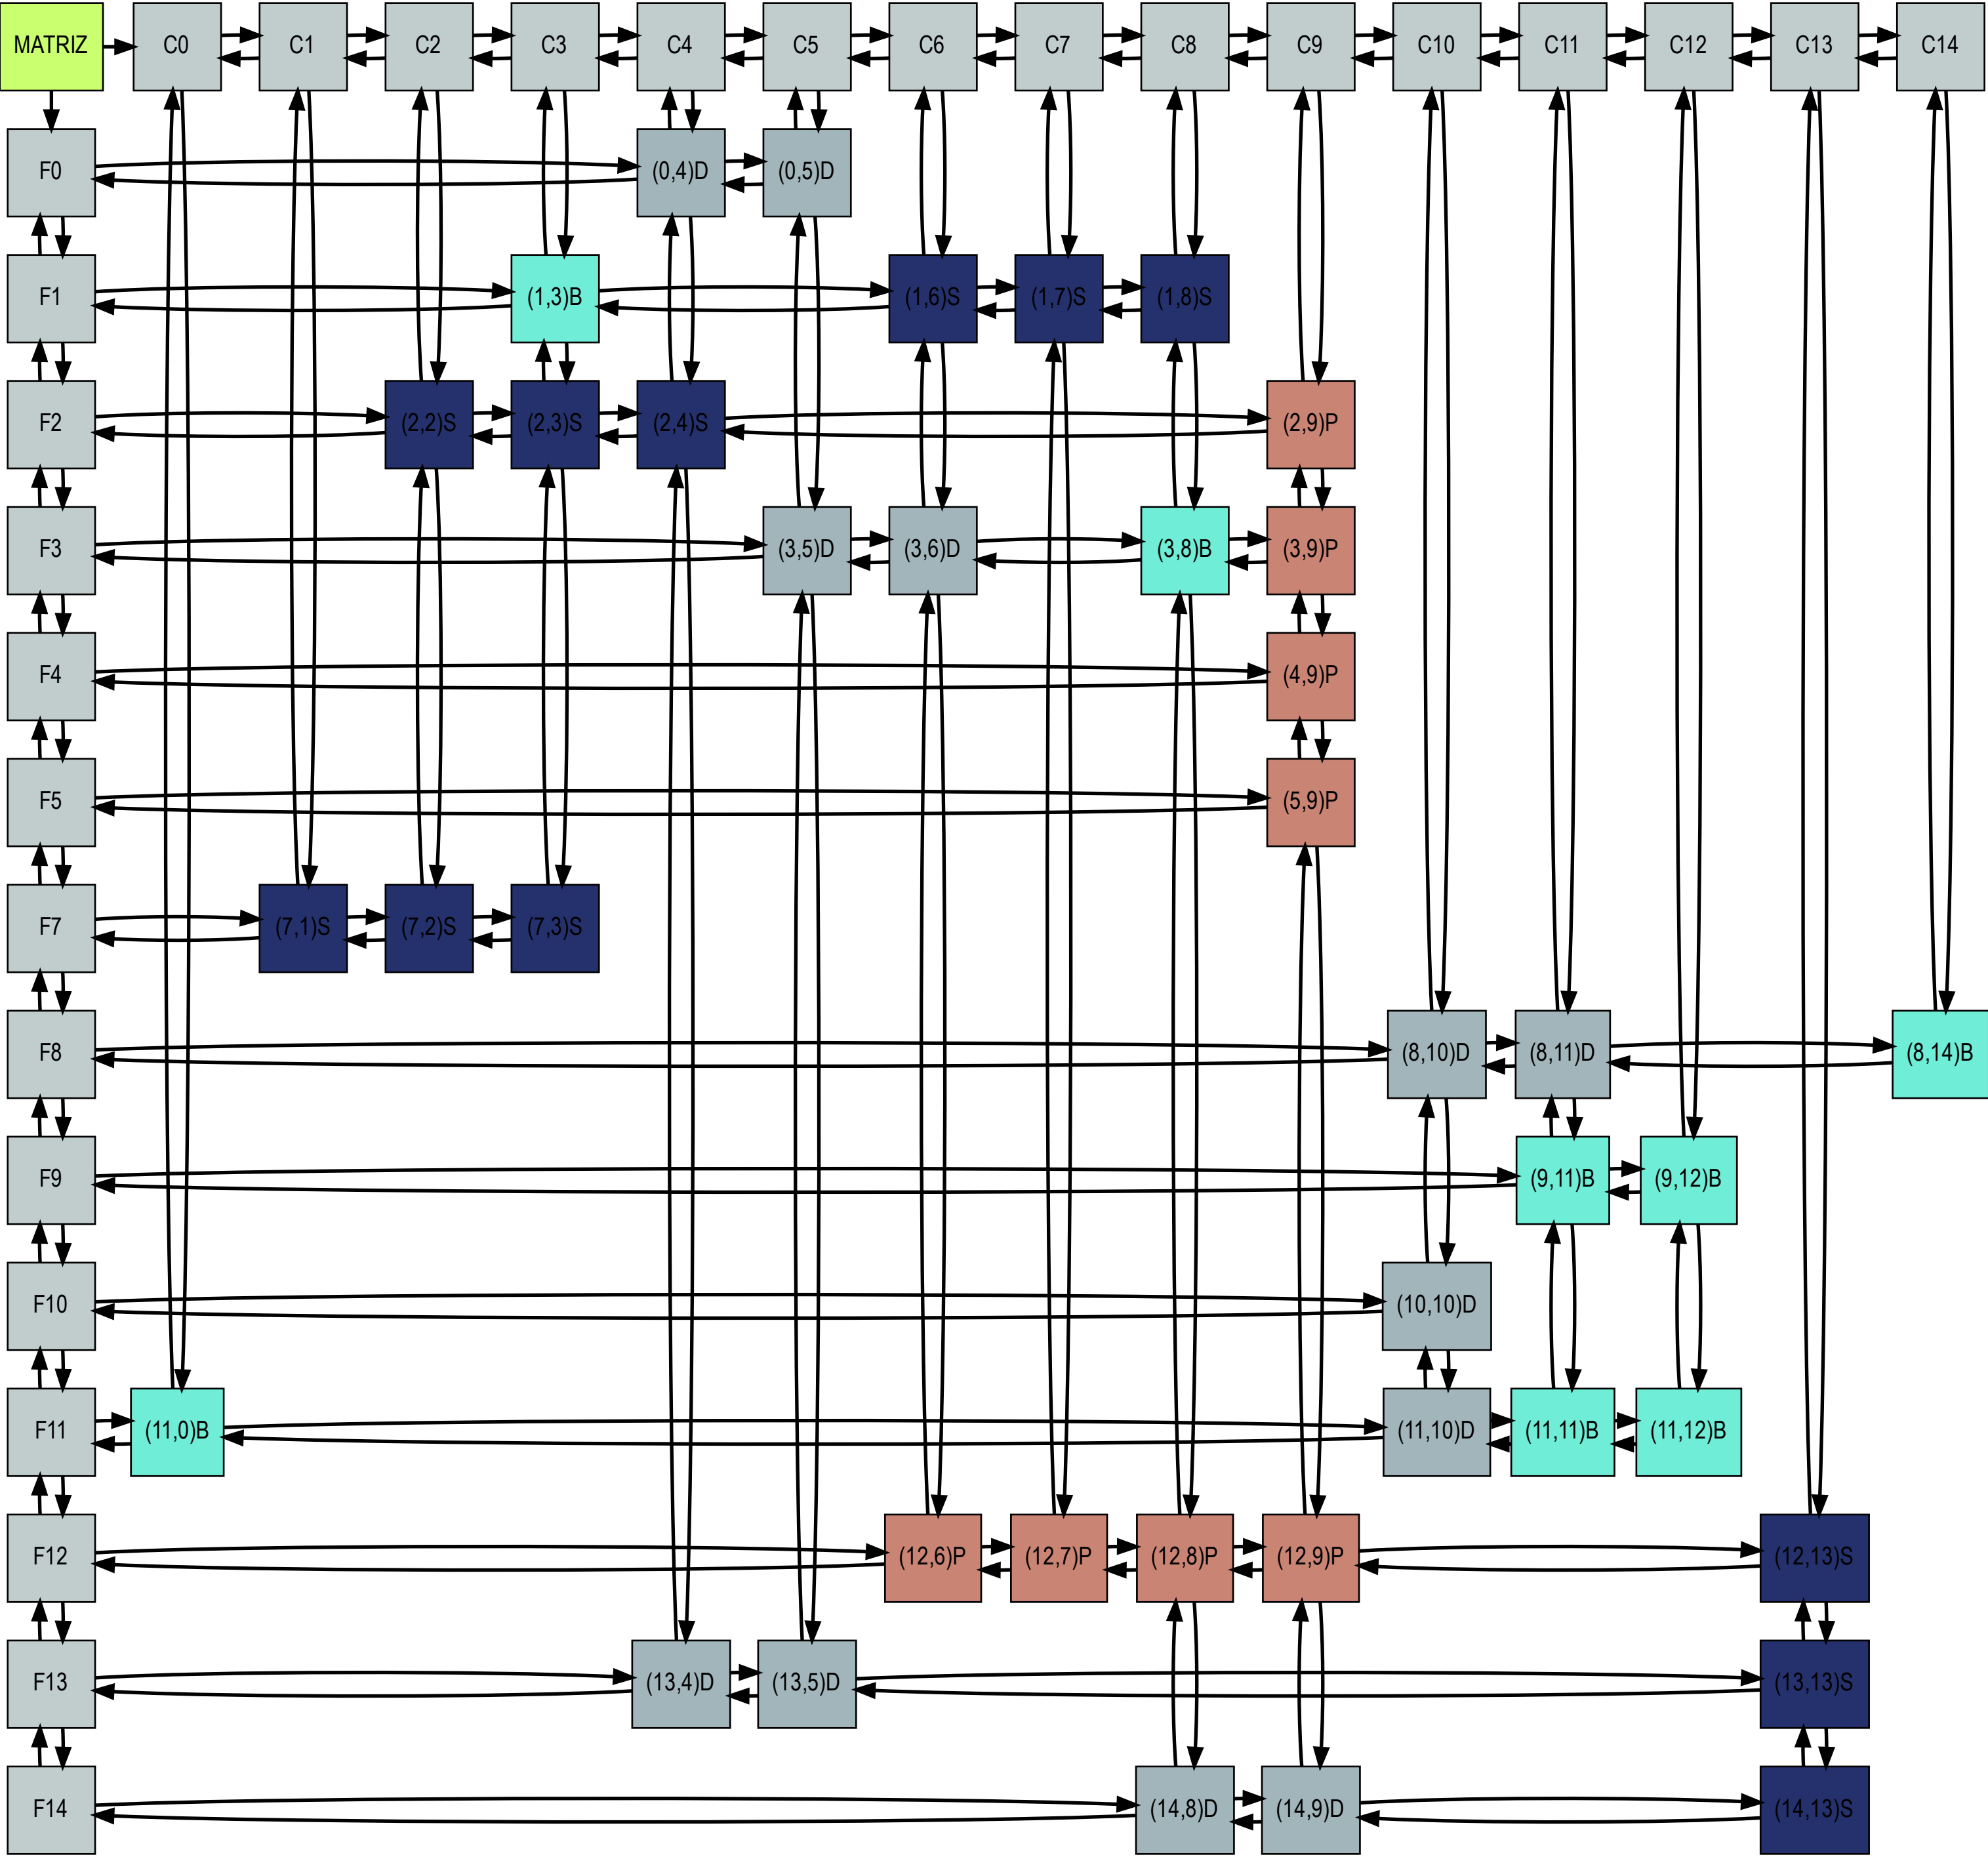 MATRIZ C0 C1 C2 C3 C4 C5 C6 C7 C8 C9 C10 C11 C12 C13 C14
F0 (0,4)D (0,5)D
F1 (1,3)B (1,6)S (1,7)S (1,8)S
F2 (2,2)S (2,3)S (2,4)S (2,9)P
F3 (3,5)D (3,6)D (3,8)B (3,9)P
F4 (4,9)P
F5 (5,9)P
F7 (7,1)S (7,2)S (7,3)S
F8 (8,10)D (8,11)D (8,14)B
F9 (9,11)B (9,12)B
F10 (10,10)D
F11 (11,0)B (11,10)D (11,11)B (11,12)B
F12 (12,6)P (12,7)P (12,8)P (12,9)P (12,13)S
F13 (13,4)D (13,5)D (13,13)S
F14 (14,8)D (14,9)D (14,13)S